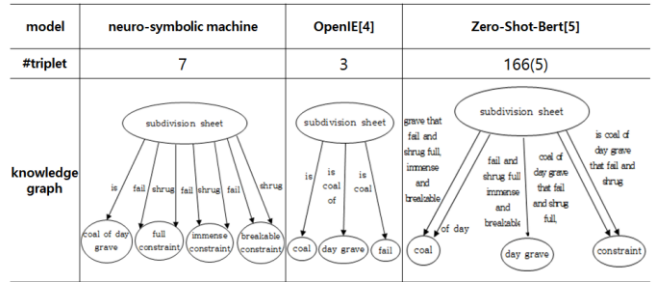 model neuro-symbolic machine OpenIE[4] Zero-Shot-Bert[5]
#triplet 7 3 166(5)
knowledge graph
subdivision sheet
is fail shrug fail shrug fail shrug
coal of day grave
full constraint
immense constraint
breakable constraint
subdivision sheet
is
is coal of
is coal
coal
day grave
fail
subdivision sheet
grave that
fail and
shrug full,
immense
and
breakable
of day
fail and
shrug full
immense
and
breakable
coal of
day grave
that fail
and shrug
full,
is coal of
day grave
that fail and
shrug
coal
day grave
constraint